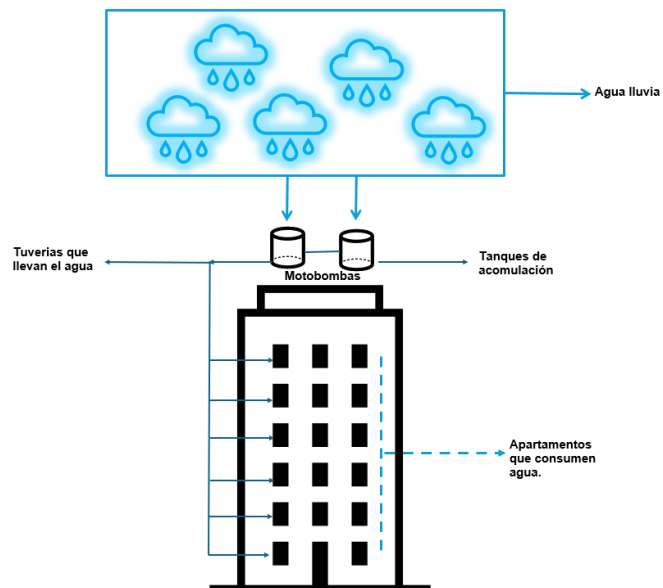 Agua lluvia
Tuverias que
llevan el agua
Tanques de
acomulación
Motobombas
Apartamentos
que consumen
agua.